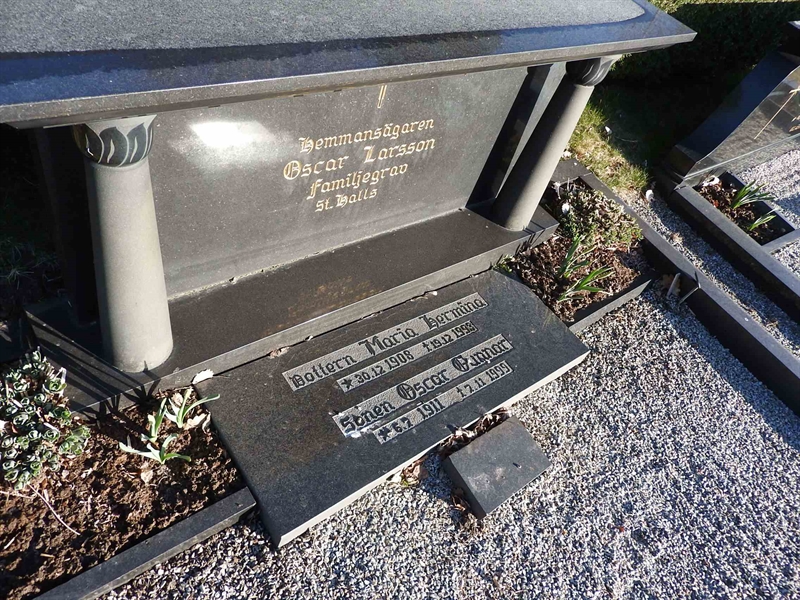 Hemmansägaren
Oscar Larsson
Familjegrav
St. Halls
Dottern Maria Hermina
*30.12 1908 †19.12 1993
Sonen Oscar Gunnar
*5.7 1911 †7.11 1995